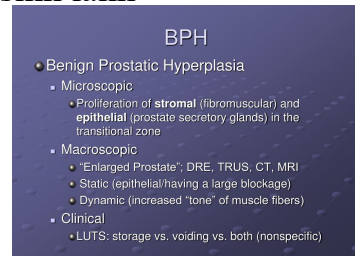 BPH
Benign Prostatic Hyperplasia
Microscopic
Proliferation of stromal (fibromuscular) and
epithelial (prostate secretory glands) in the
transitional zone
Macroscopic
“Enlarged Prostate”; DRE, TRUS, CT, MRI
Static (epithelial/having a large blockage)
Dynamic (increased “tone” of muscle fibers)
Clinical
LUTS: storage vs. voiding vs. both (nonspecific)